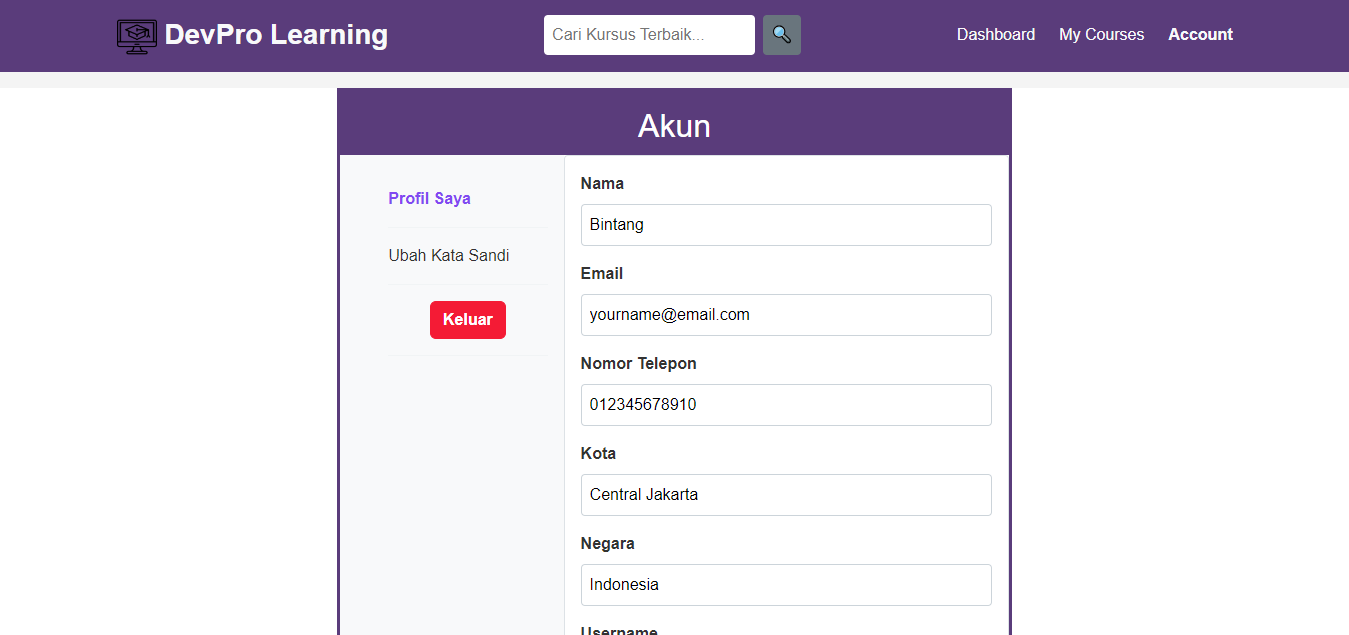 DevPro Learning
Cari Kursus Terbaik...
Dashboard
My Courses
Account
Akun
Profil Saya
Ubah Kata Sandi
Keluar
Nama
Bintang
Email
yourname@email.com
Nomor Telepon
012345678910
Kota
Central Jakarta
Negara
Indonesia
Username